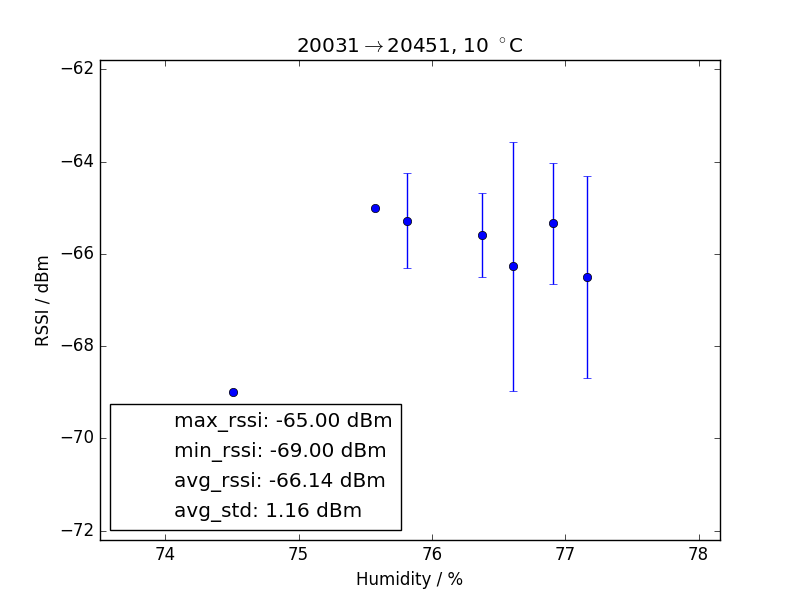 20031→20451, 10 °C
RSSI / dBm
−62
−64
−66
−68
−70
−72
max_rssi: -65.00 dBm
min_rssi: -69.00 dBm
avg_rssi: -66.14 dBm
avg_std: 1.16 dBm
74 75 76 77 78
Humidity / %